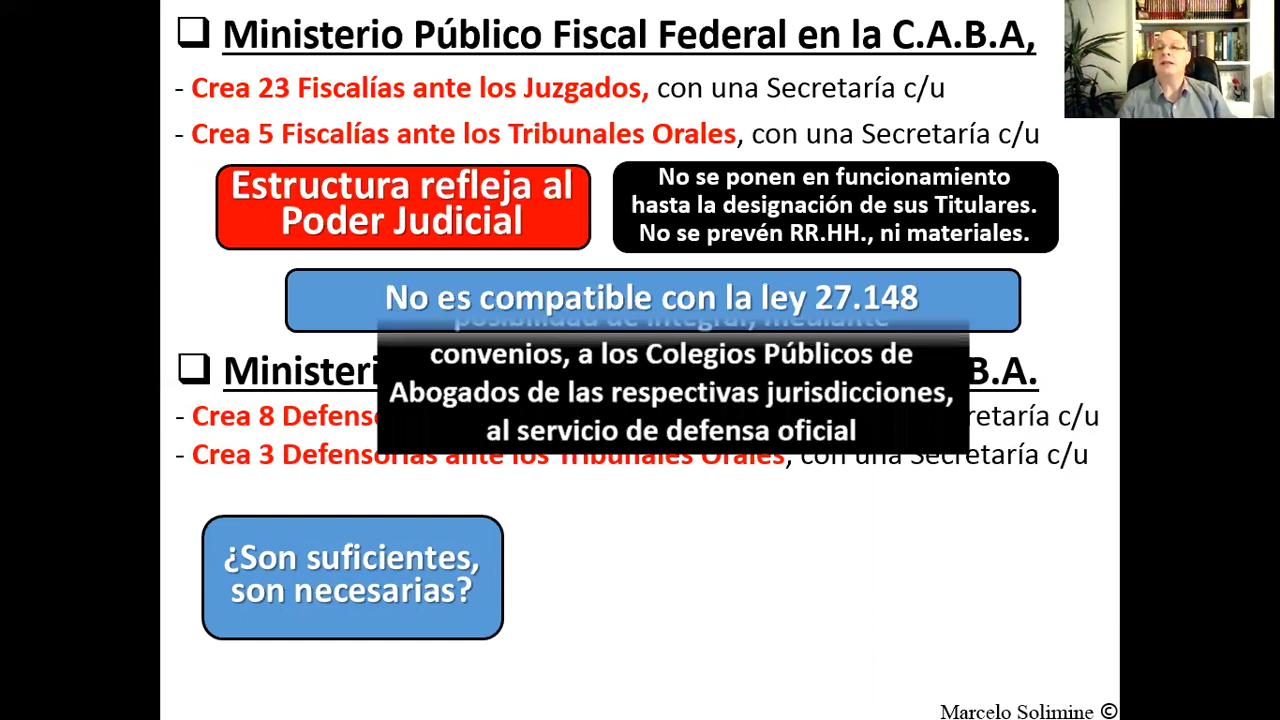 Ministerio Público Fiscal Federal en la C.A.B.A,
- Crea 23 Fiscalías ante los Juzgados, con una Secretaría c/u
- Crea 5 Fiscalías ante los Tribunales Orales, con una Secretaría c/u
Estructura refleja al
Poder Judicial
No se ponen en funcionamiento
hasta la designación de sus Titulares.
No se prevén RR.HH., ni materiales.
No es compatible con la ley 27.148
posibilidad de integrar, mediante
convenios, a los Colegios Públicos de
Abogados de las respectivas jurisdicciones,
al servicio de defensa oficial
B.A.
- Crea 8 c/u
- Crea 3 Defensorías ante los Tribunales Orales, con una Secretaría c/u
¿Son suficientes,
son necesarias?
Marcelo Solimine ©